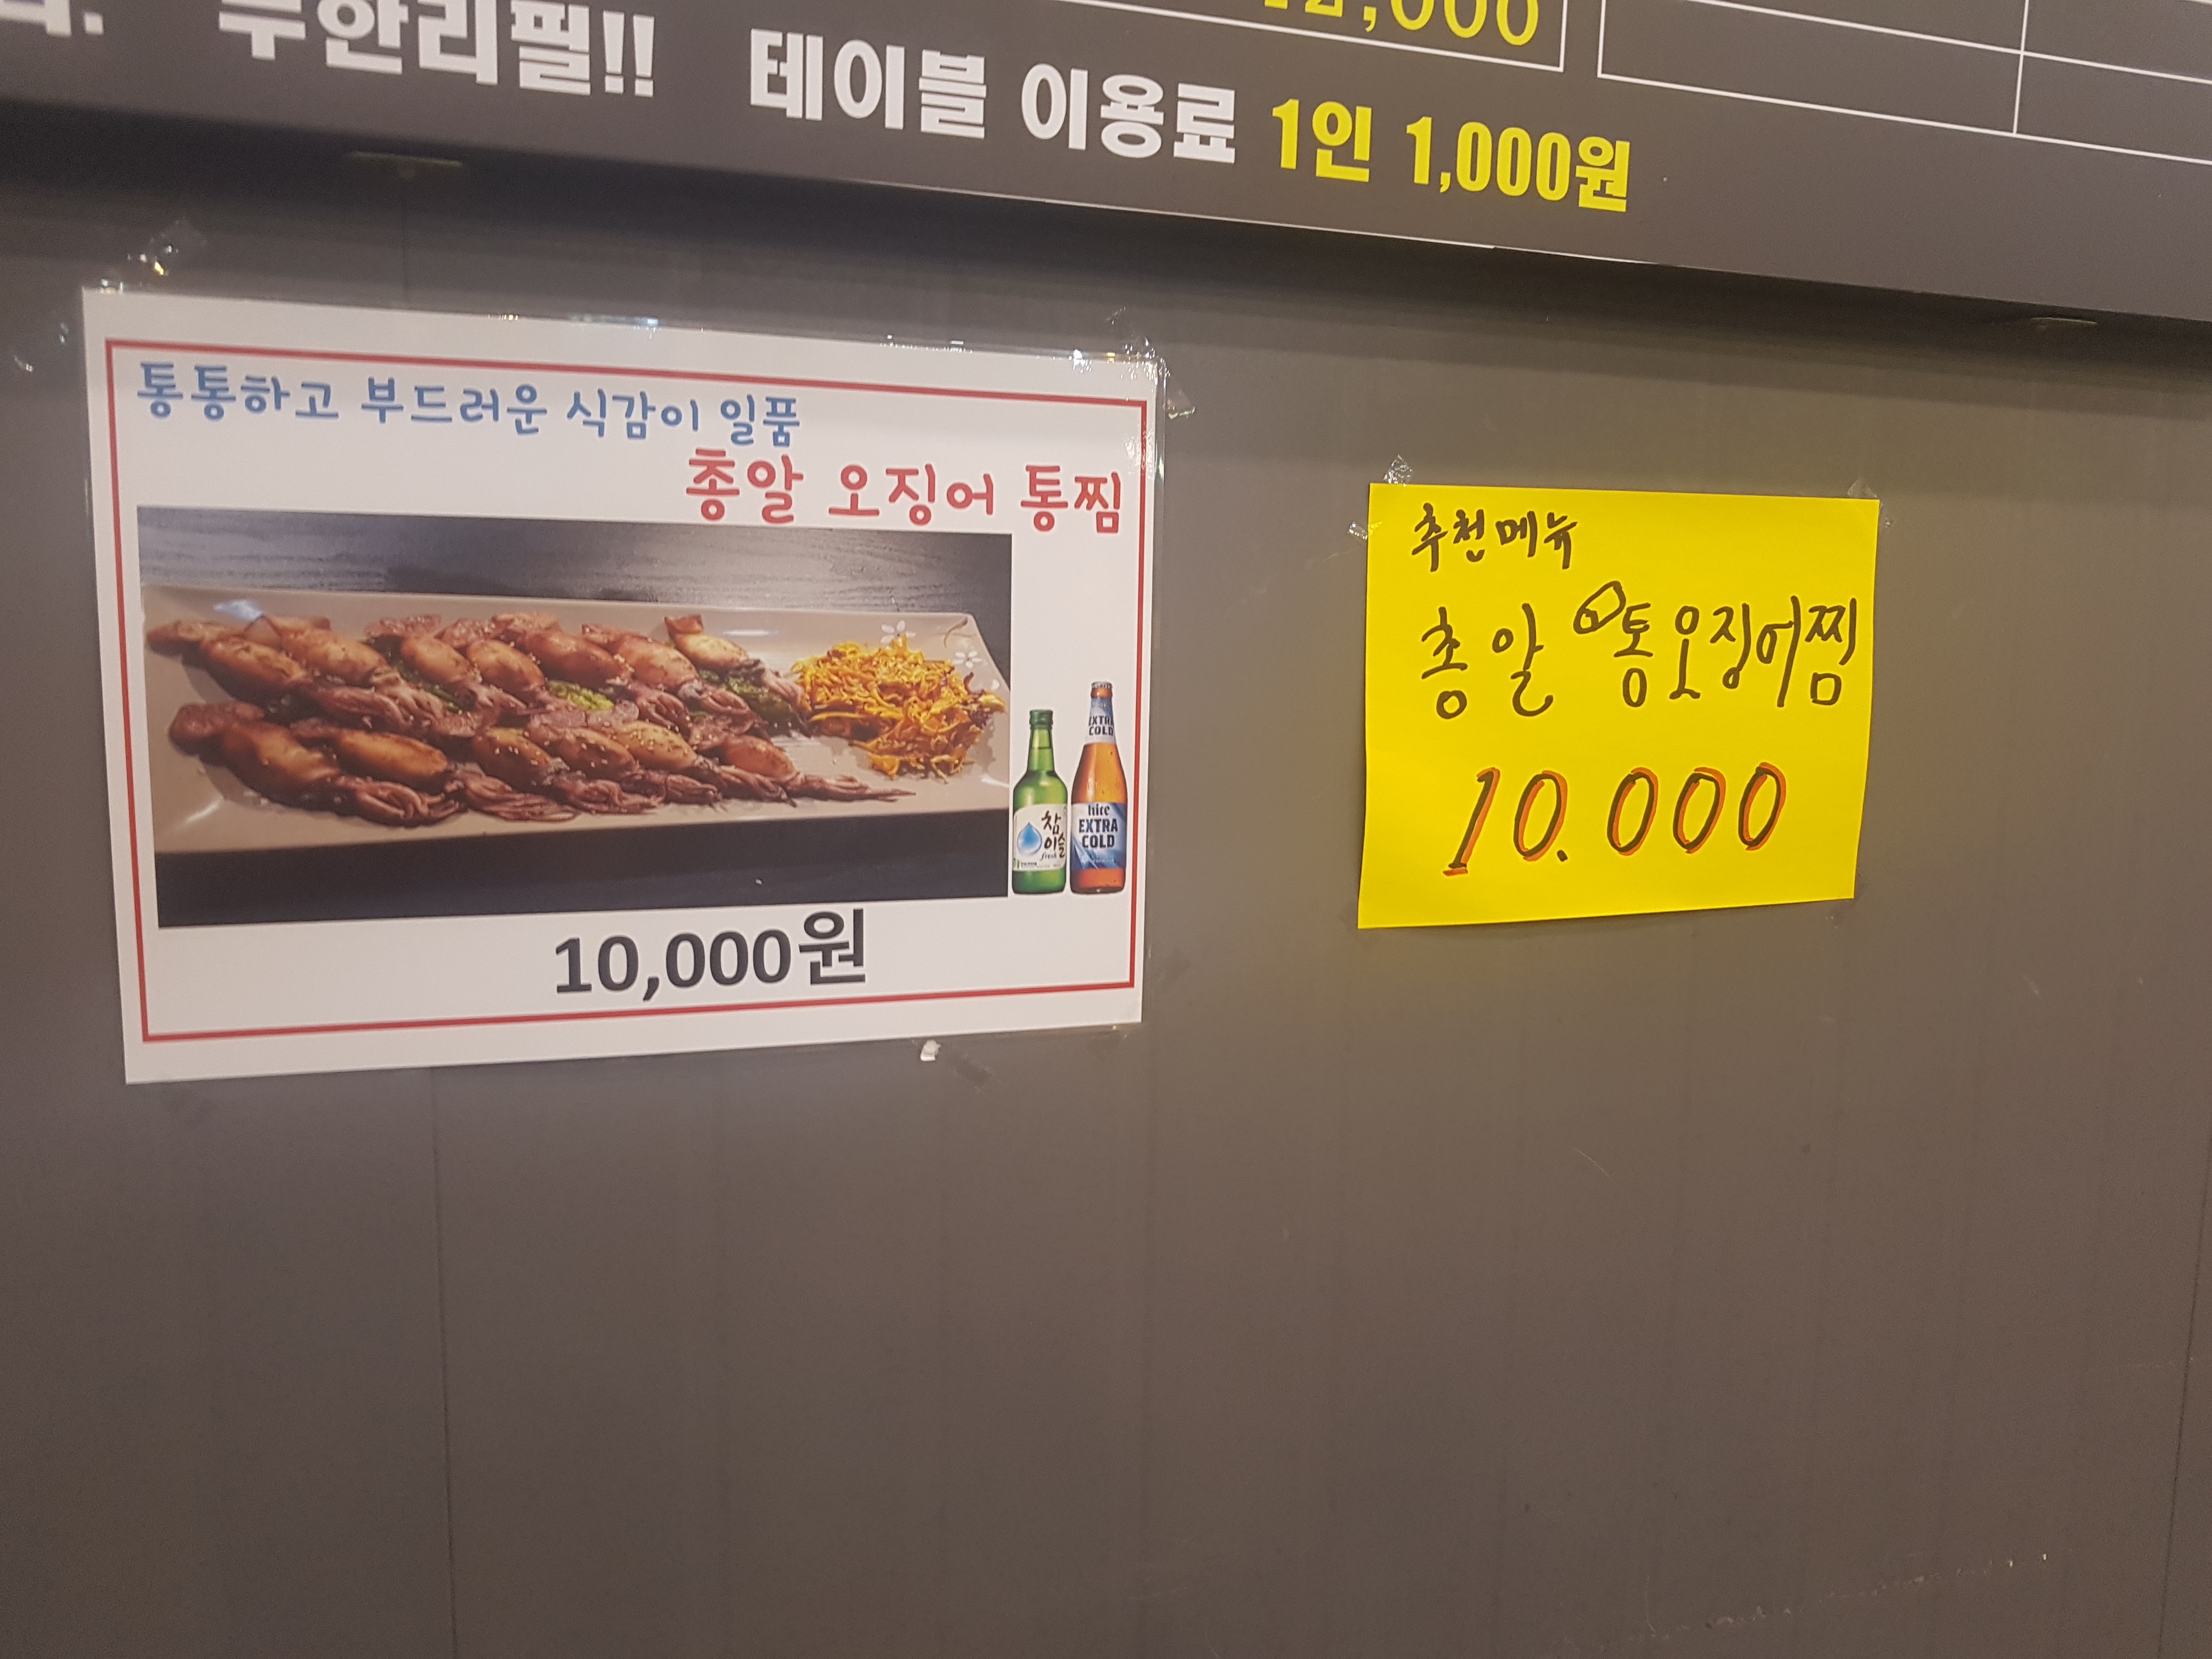 무한리필!! 테이블 이용료 1인 1,000원
통통하고 부드러운 식감이 일품
총알 오징어 통찜
참이슬
fresh
EXTRA
COLD
hite
EXTRA
COLD
10,000원
추천메뉴
총알 통오징어찜
10.000